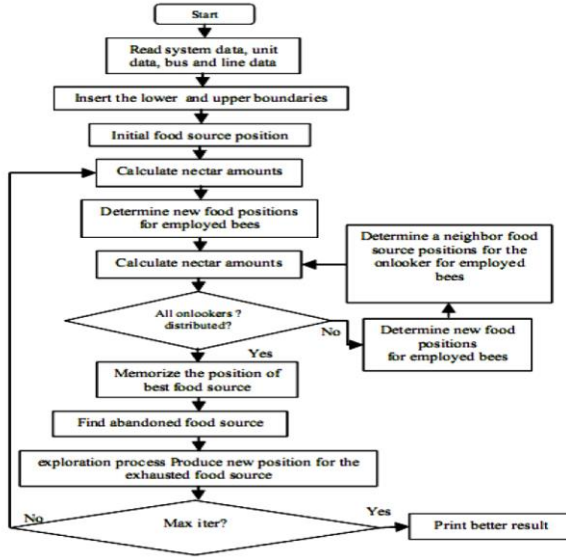 Start
Read system data, unit
data, bus and line data
Insert the lower and upper boundaries
Initial food source position
Calculate nectar amounts
Determine new food positions
for employed bees
Calculate nectar amounts
Determine a neighbor food
source positions for the
onlooker for employed
bees
All onlookers ?
distributed?
No
Determine new food
positions
for employed bees
Yes
Memorize the position of
best food source
Find abandoned food source
exploration process Produce new position for the
exhausted food source
No
Max iter?
Yes
Print better result